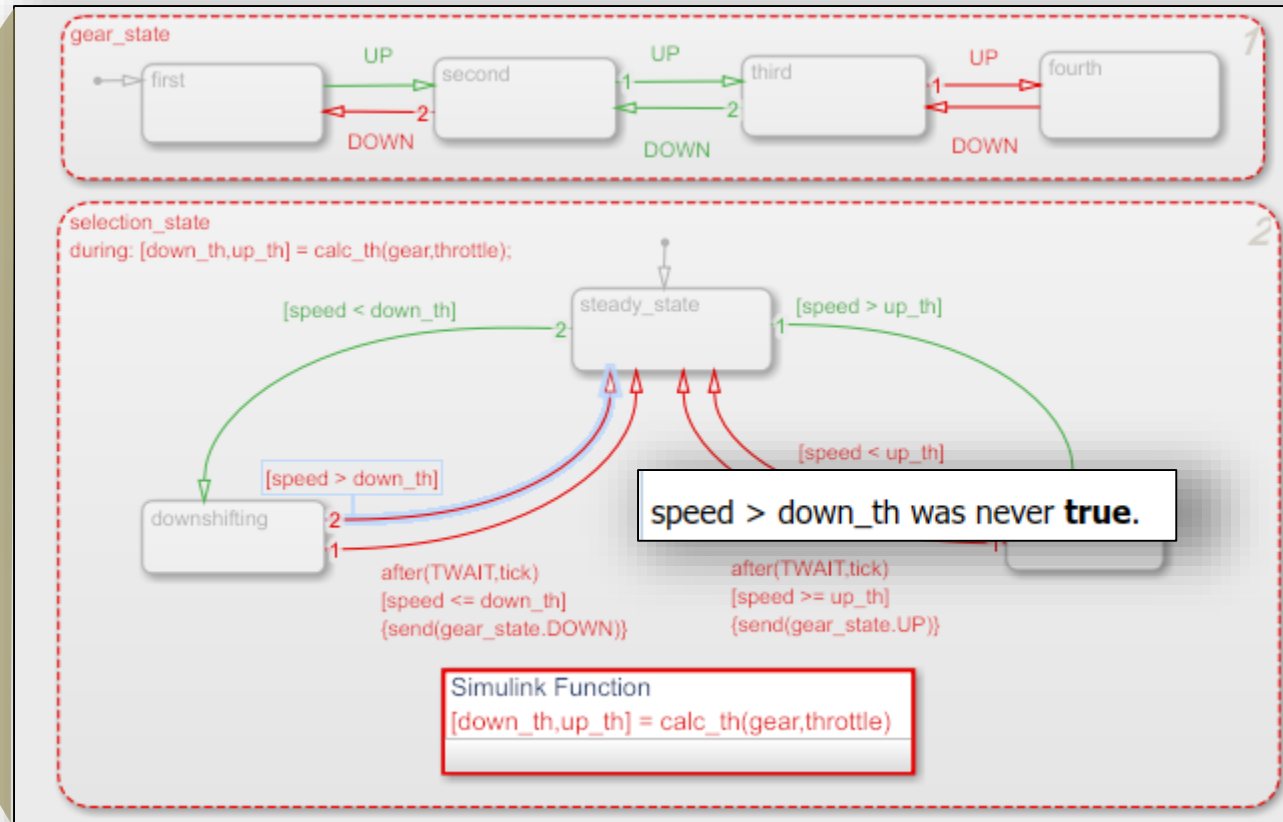 gear_state
1
UP
UP
UP
first
second
third
fourth
1
1
2
2
DOWN
DOWN
DOWN
selection_state
2
during: [down_th,up_th] = calc_th(gear,throttle);
[speed < down_th]
steady_state
[speed > up_th]
2
1
[speed > down_th]
[speed < up_th]
speed > down_th was never true.
downshifting
2
1
1
after(TWAIT,tick)
[speed <= down_th]
{send(gear_state.DOWN)}
after(TWAIT,tick)
[speed >= up_th]
{send(gear_state.UP)}
Simulink Function
[down_th,up_th] = calc_th(gear,throttle)